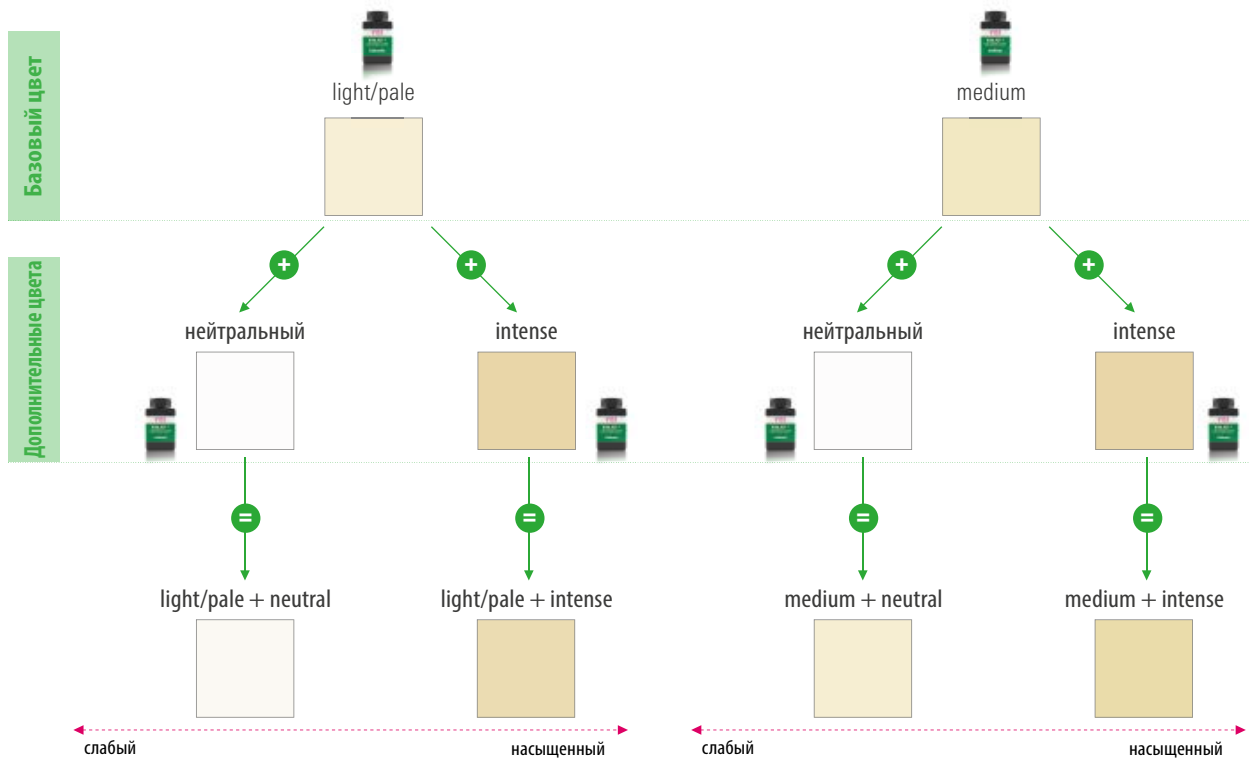 Базовый цвет
light/pale
medium
Дополнительные цвета
+
+
+
+
нейтральный
intense
нейтральный
intense
=
=
=
=
light/pale + neutral
light/pale + intense
medium + neutral
medium + intense
слабый
насыщенный
слабый
насыщенный